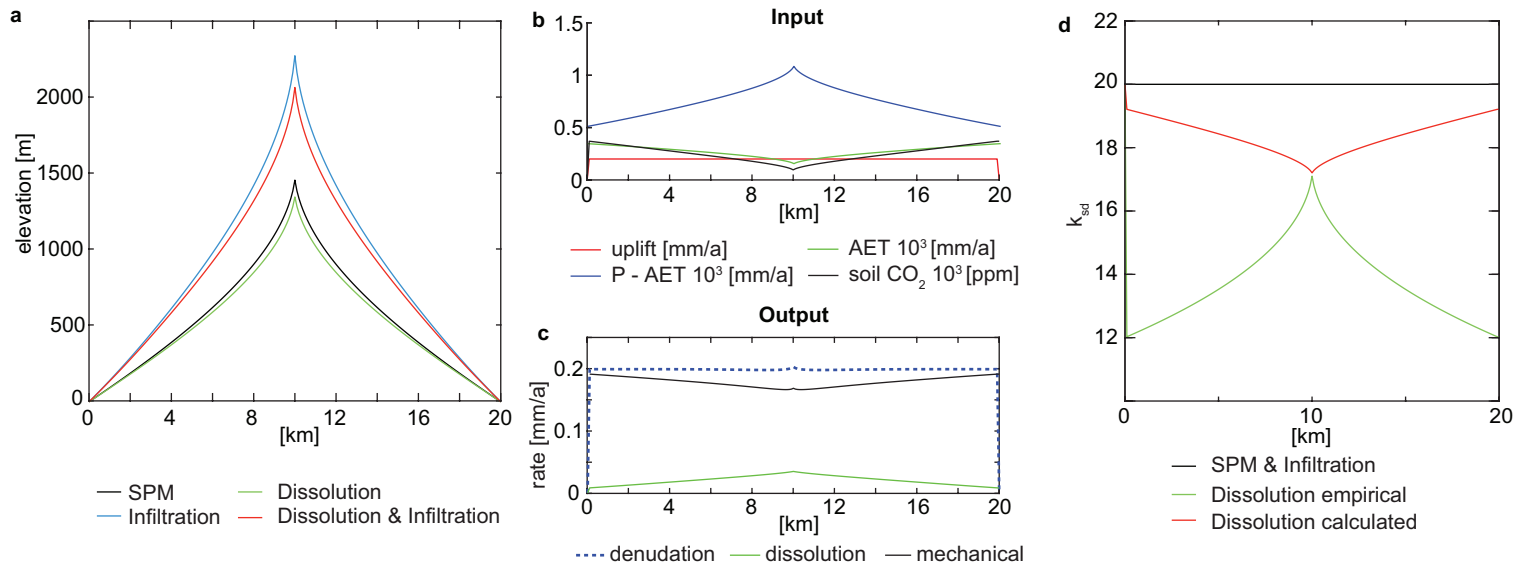 a
elevation [m]
2000
1500
1000
500
0
0 4 8 12 16 20
[km]
SPM
Dissolution
Infiltration
Dissolution & Infiltration
b
Input
1.5
1
0.5
0
0 4 8 12 16 20
[km]
uplift [mm/a]
AET 10³ [mm/a]
P - AET 10³ [mm/a]
soil CO₂ 10³ [ppm]
Output
c
rate [mm/a]
0.2
0.1
0
0 4 8 12 16 20
[km]
denudation
dissolution
mechanical
d
k_sd
22
20
18
16
14
12
0 10 20
[km]
SPM & Infiltration
Dissolution empirical
Dissolution calculated